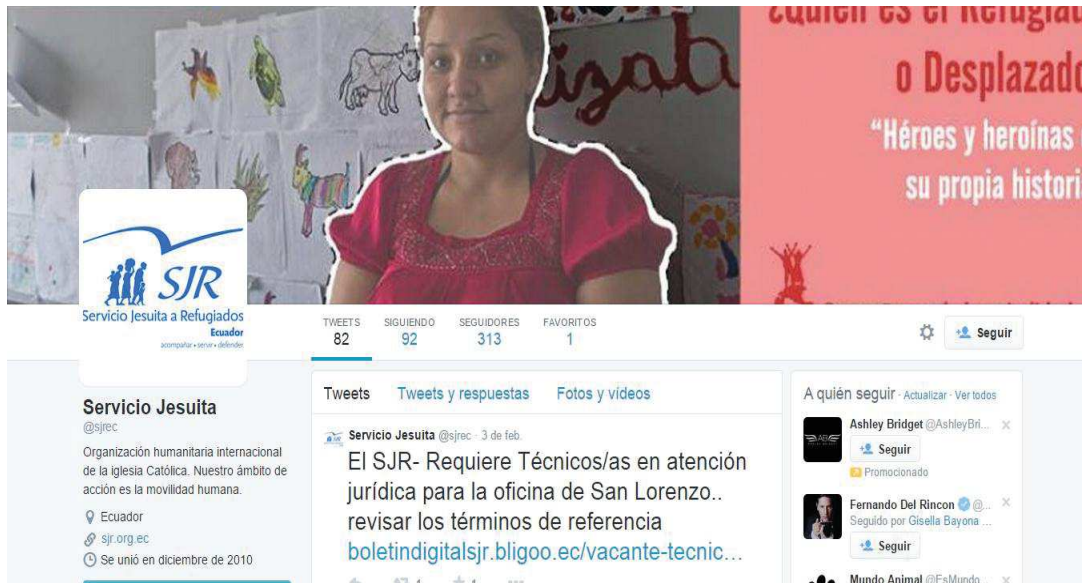 ¿Quién es el Refugiado
o Desplazado
“Héroes y heroínas
su propia histori
izab
SJR
Servicio Jesuita a Refugiados
Ecuador
acompañar • servir • defender
TWEETS SIGUIENDO SEGUIDORES FAVORITOS
82 92 313 1
Seguir
Servicio Jesuita
@sjrec
Organización humanitaria internacional
de la iglesia Católica. Nuestro ámbito de
acción es la movilidad humana.
Ecuador
sjr.org.ec
Se unió en diciembre de 2010
Tweets Tweets y respuestas Fotos y vídeos
Servicio Jesuita @sjrec · 3 de feb.
El SJR- Requiere Técnicos/as en atención
jurídica para la oficina de San Lorenzo..
revisar los términos de referencia
boletindigitalsjr.bligoo.ec/vacante-tecnic...
A quién seguir · Actualizar · Ver todos
Ashley Bridget @AshleyBri...
Seguir
Promocionado
Fernando Del Rincon @...
Seguido por Gisella Bayona ...
Seguir
Mundo Animal @EsMundo